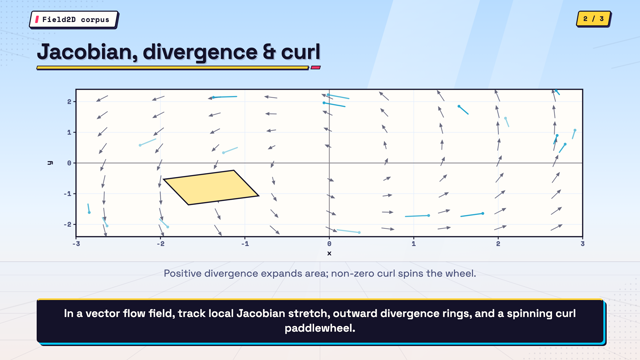 Field2D corpus
2 / 3
Jacobian, divergence & curl
y
2
1
0
-1
-2
-3 -2 -1 0 1 2 3
x
Positive divergence expands area; non-zero curl spins the wheel.
In a vector flow field, track local Jacobian stretch, outward divergence rings, and a spinning curl
paddlewheel.